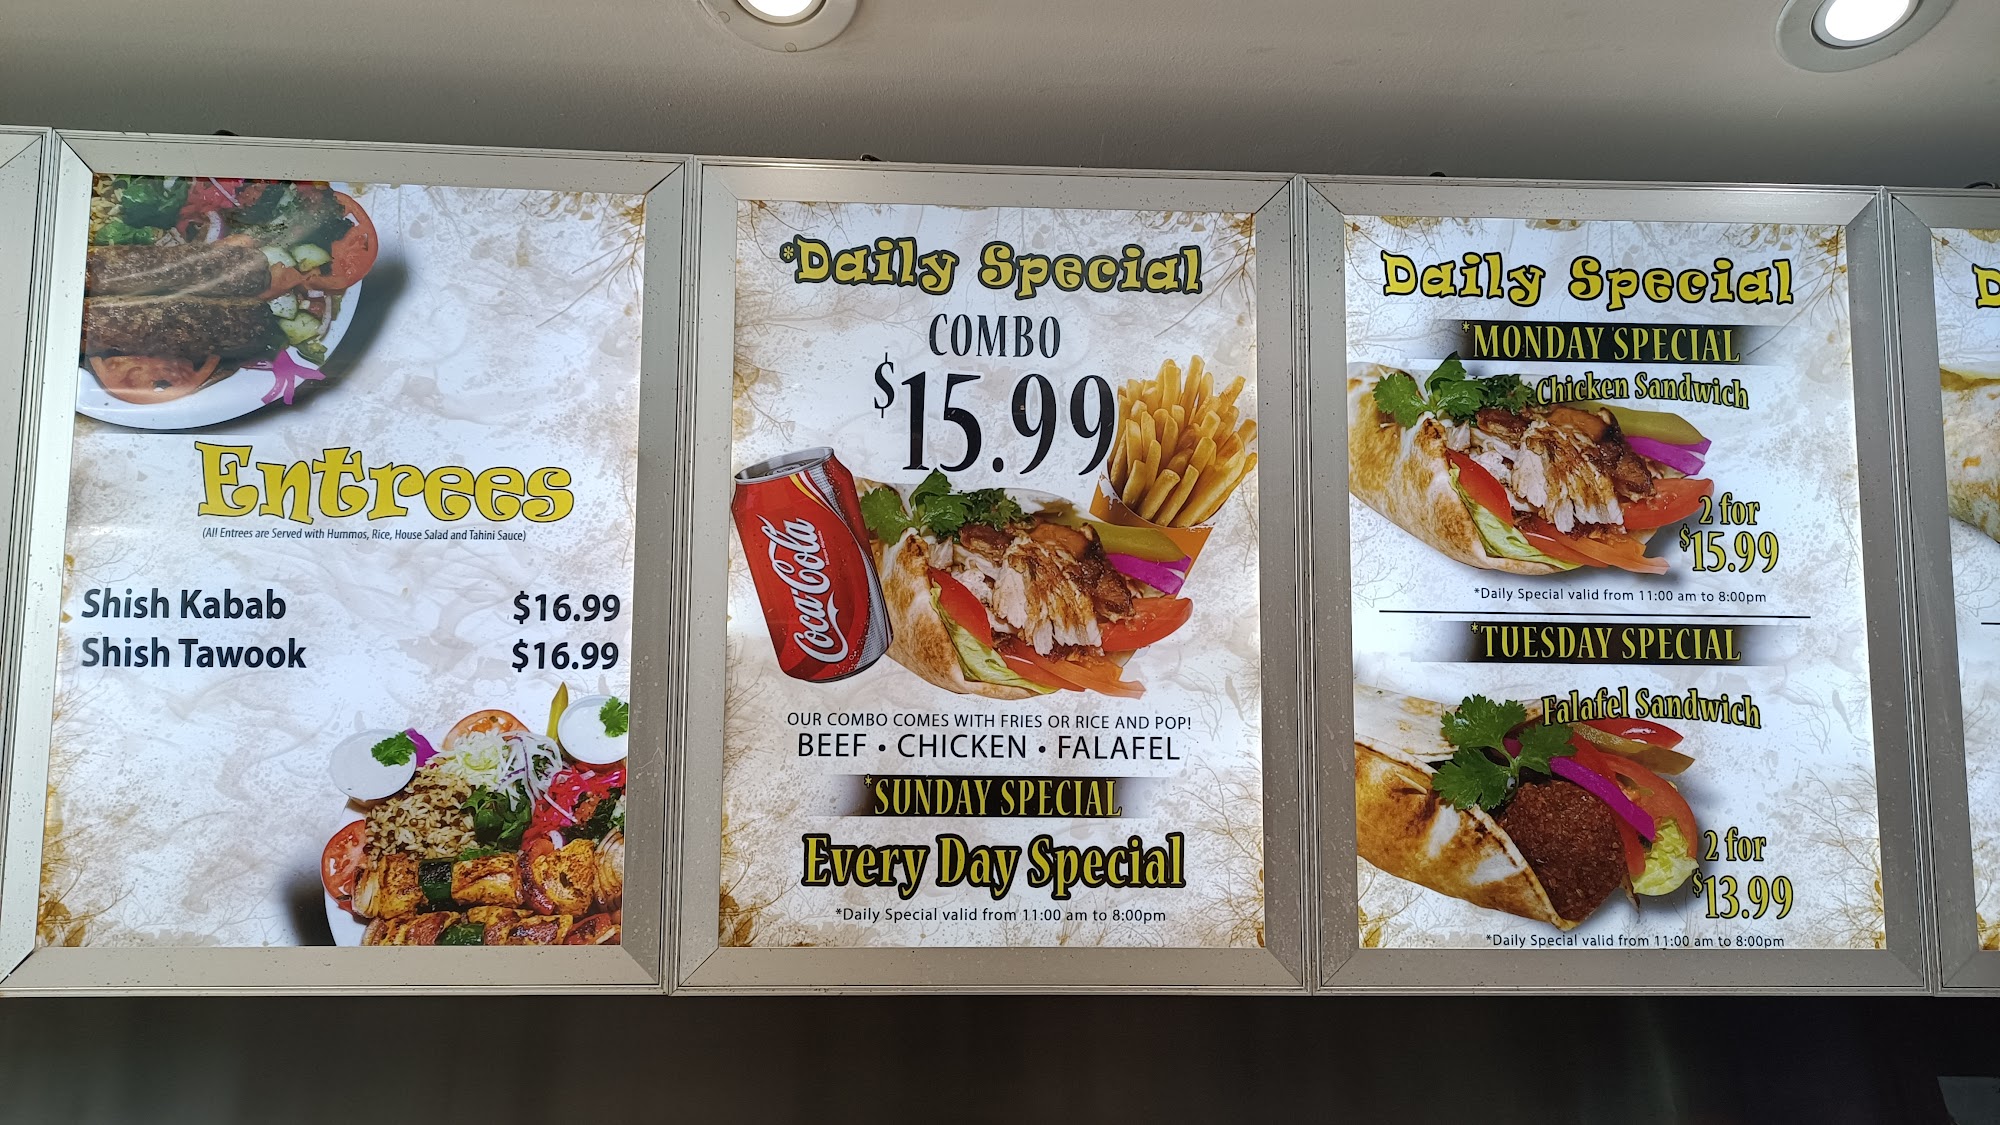 Entrees
(All Entrees are Served with Hummos, Rice, House Salad and Tahini Sauce)
Shish Kabab $16.99
Shish Tawook $16.99
*Daily Special
COMBO
$15.99
Coca-Cola
OUR COMBO COMES WITH FRIES OR RICE AND POP!
BEEF • CHICKEN • FALAFEL
*SUNDAY SPECIAL
Every Day Special
*Daily Special valid from 11:00 am to 8:00pm
Daily Special
*MONDAY SPECIAL
Chicken Sandwich
2 for
$15.99
*Daily Special valid from 11:00 am to 8:00pm
*TUESDAY SPECIAL
Falafel Sandwich
2 for
$13.99
*Daily Special valid from 11:00 am to 8:00pm